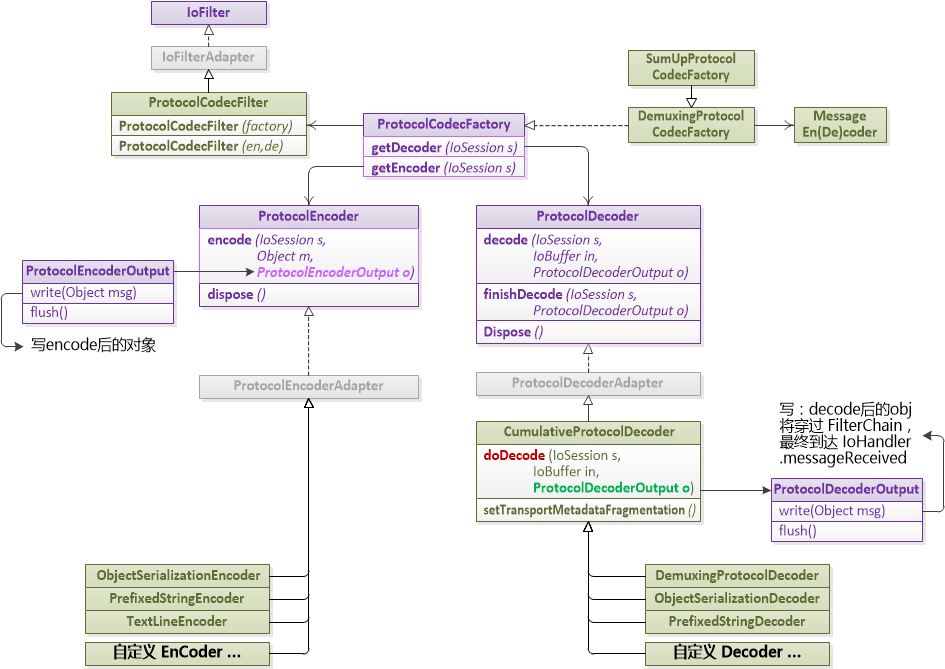 IoFilter
IoFilterAdapter
ProtocolCodecFilter
ProtocolCodecFilter (factory)
ProtocolCodecFilter (en,de)
ProtocolCodecFactory
getDecoder (IoSession s)
getEncoder (IoSession s)
SumUpProtocol
CodecFactory
DemuxingProtocol
CodecFactory
Message
En(De)coder
ProtocolEncoder
encode (IoSession s,
Object m,
ProtocolEncoderOutput o)
dispose ()
ProtocolEncoderOutput
write(Object msg)
flush()
写encode后的对象
ProtocolEncoderAdapter
ProtocolDecoder
decode (IoSession s,
IoBuffer in,
ProtocolDecoderOutput o)
finishDecode (IoSession s,
ProtocolDecoderOutput o)
Dispose ()
ProtocolDecoderAdapter
CumulativeProtocolDecoder
doDecode (IoSession s,
IoBuffer in,
ProtocolDecoderOutput o)
setTransportMetadataFragmentation ()
写：decode后的obj
将穿过 FilterChain，
最终到达 IoHandler
.messageReceived
ProtocolDecoderOutput
write(Object msg)
flush()
ObjectSerializationEncoder
PrefixedStringEncoder
TextLineEncoder
自定义 EnCoder ...
DemuxingProtocolDecoder
ObjectSerializationDecoder
PrefixedStringDecoder
自定义 Decoder ...